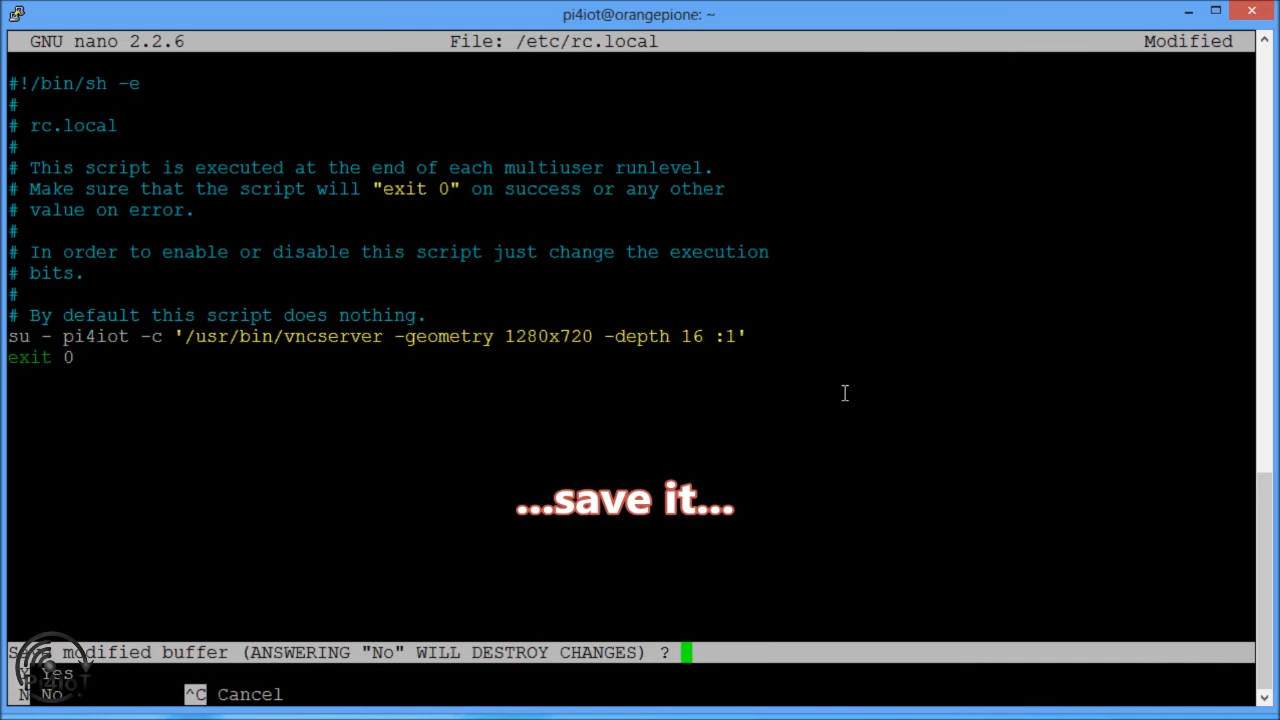 pi4iot@orangepione: ~
GNU nano 2.2.6 File: /etc/rc.local Modified
#!/bin/sh -e
#
# rc.local
#
# This script is executed at the end of each multiuser runlevel.
# Make sure that the script will "exit 0" on success or any other
# value on error.
#
# In order to enable or disable this script just change the execution
# bits.
#
# By default this script does nothing.
su - pi4iot -c '/usr/bin/vncserver -geometry 1280x720 -depth 16 :1'
exit 0
...save it...
Save modified buffer (ANSWERING "No" WILL DESTROY CHANGES) ?
Y Yes
Pi4IoT
N No ^C Cancel